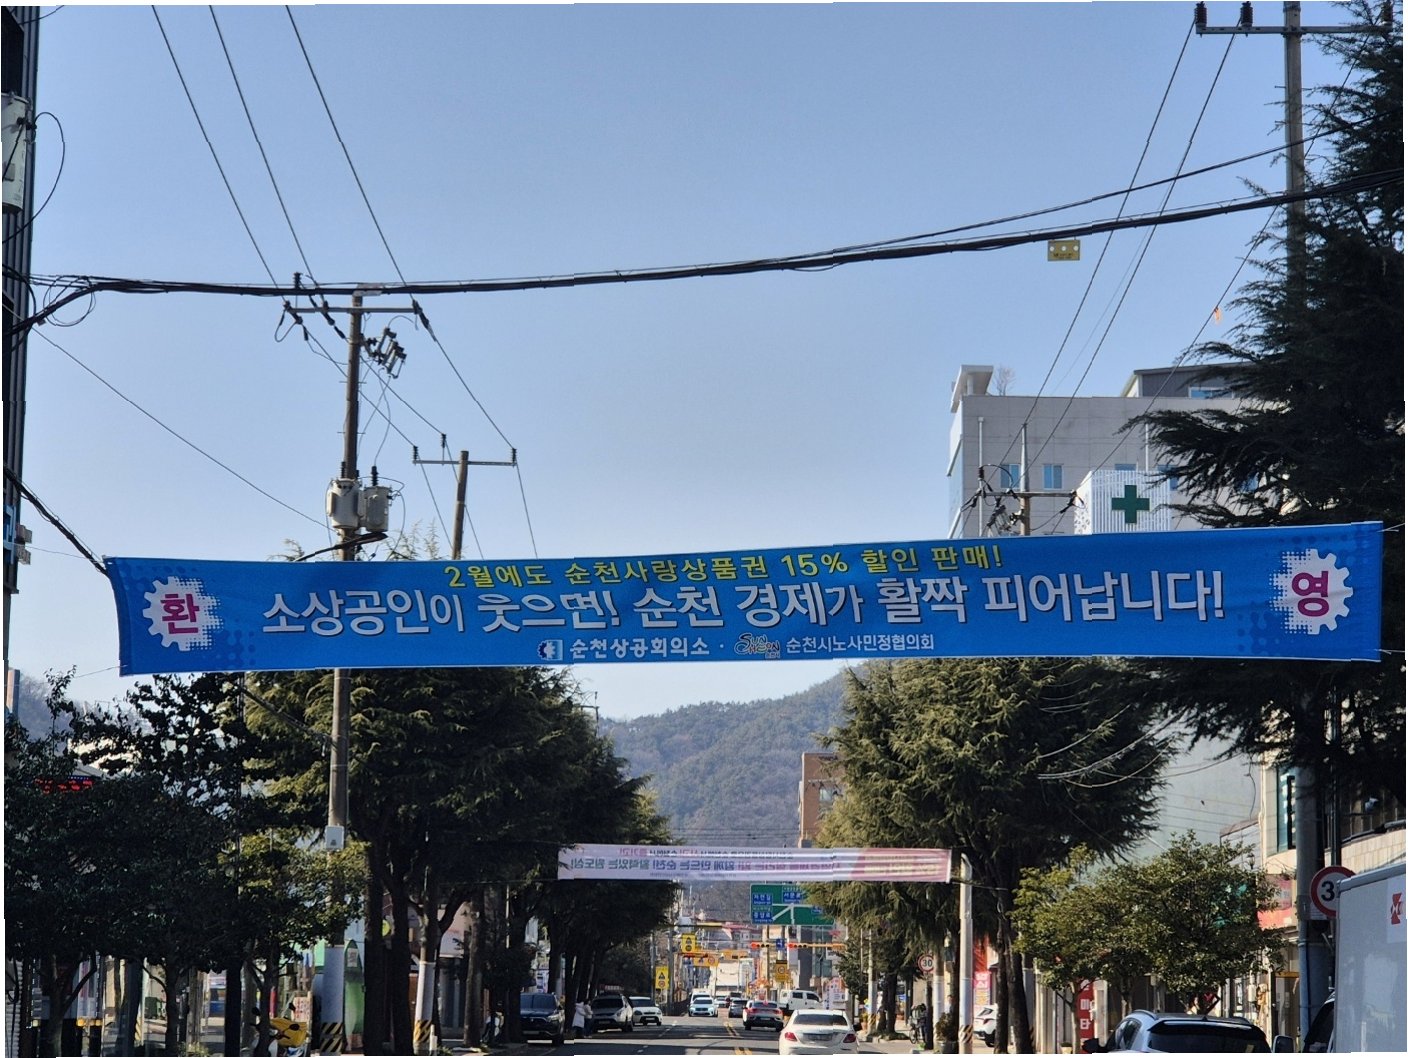 2월에도 순천사랑상품권 15% 할인 판매!
환
소상공인이 웃으면! 순천 경제가 활짝 피어납니다!
영
순천상공회의소 · SUNCHEON 순천시노사민정협의회
30